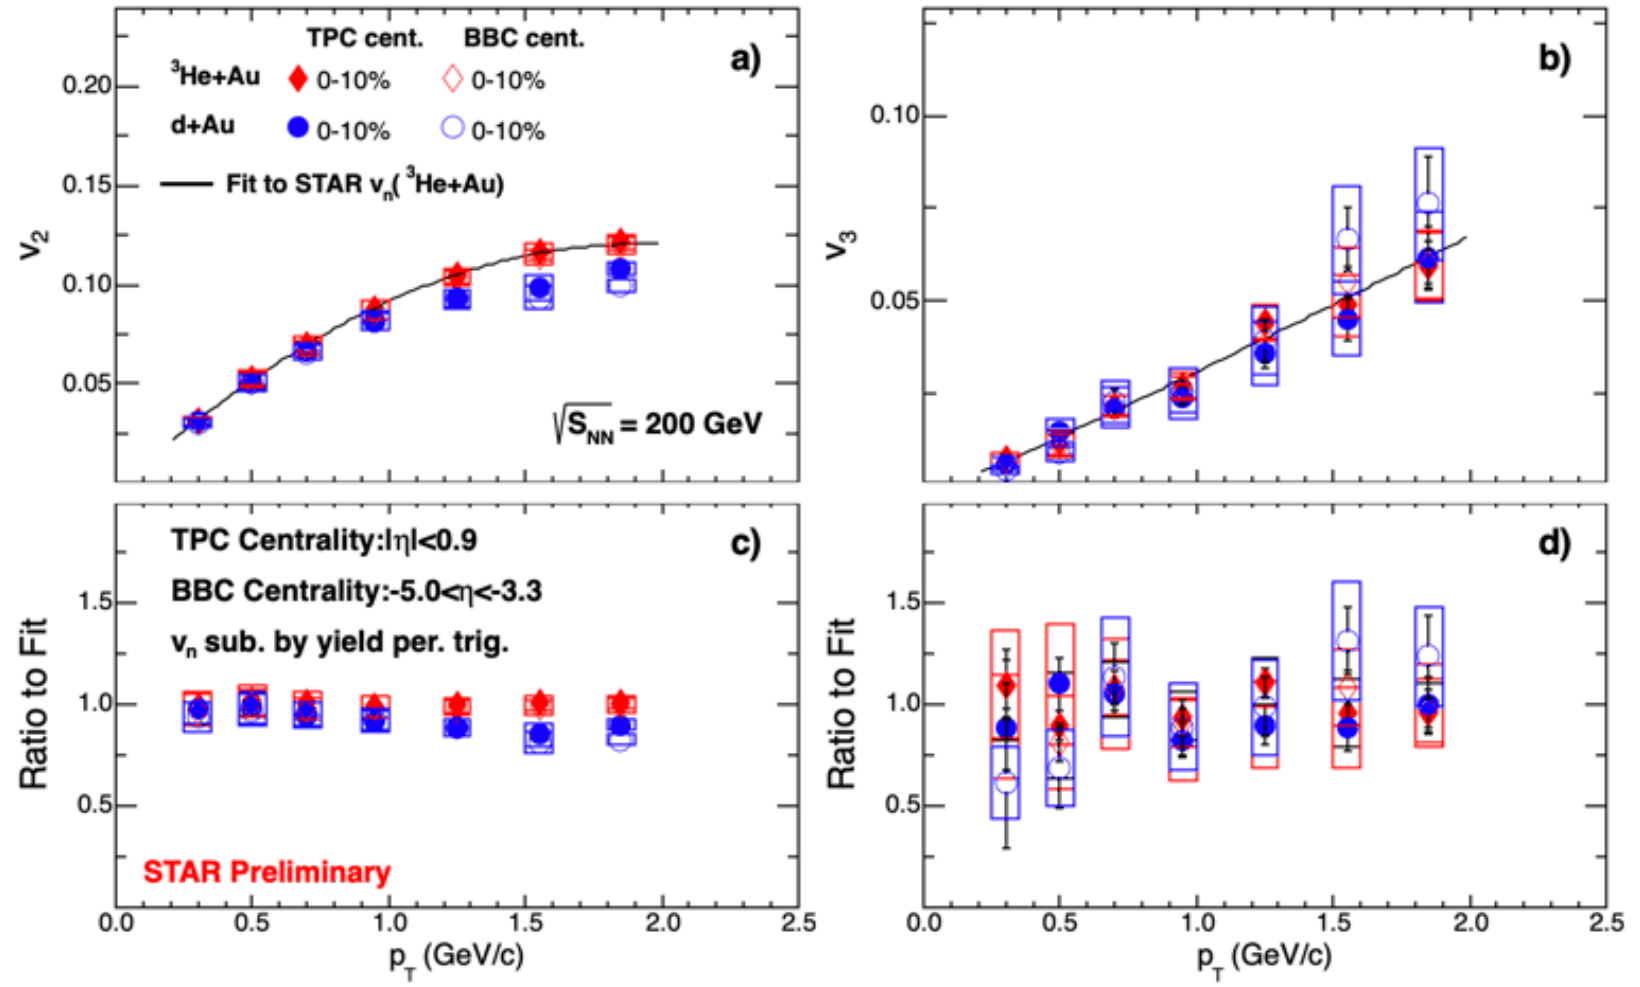 TPC cent. BBC cent.
a)
³He+Au 0-10% 0-10%
d+Au 0-10% 0-10%
Fit to STAR vₙ( ³He+Au)
√S_NN = 200 GeV
v₂
0.20
0.15
0.10
0.05
b)
v₃
0.10
0.05
TPC Centrality:|η|<0.9
c)
BBC Centrality:-5.0<η<-3.3
vₙ sub. by yield per. trig.
STAR Preliminary
Ratio to Fit
1.5
1.0
0.5
0.0 0.5 1.0 1.5 2.0 2.5
p_T (GeV/c)
d)
Ratio to Fit
1.5
1.0
0.5
0.0 0.5 1.0 1.5 2.0 2.5
p_T (GeV/c)